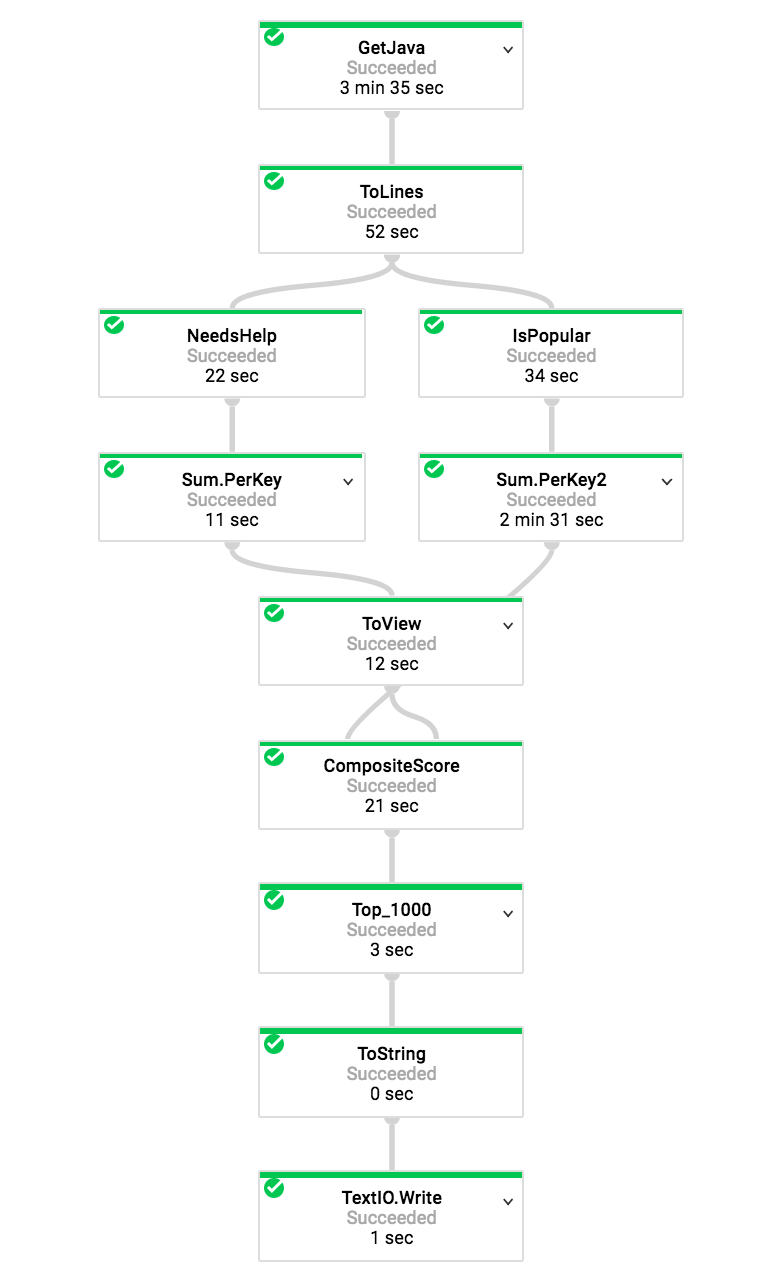 GetJava
Succeeded
3 min 35 sec
ToLines
Succeeded
52 sec
NeedsHelp
Succeeded
22 sec
IsPopular
Succeeded
34 sec
Sum.PerKey
Succeeded
11 sec
Sum.PerKey2
Succeeded
2 min 31 sec
ToView
Succeeded
12 sec
CompositeScore
Succeeded
21 sec
Top_1000
Succeeded
3 sec
ToString
Succeeded
0 sec
TextIO.Write
Succeeded
1 sec